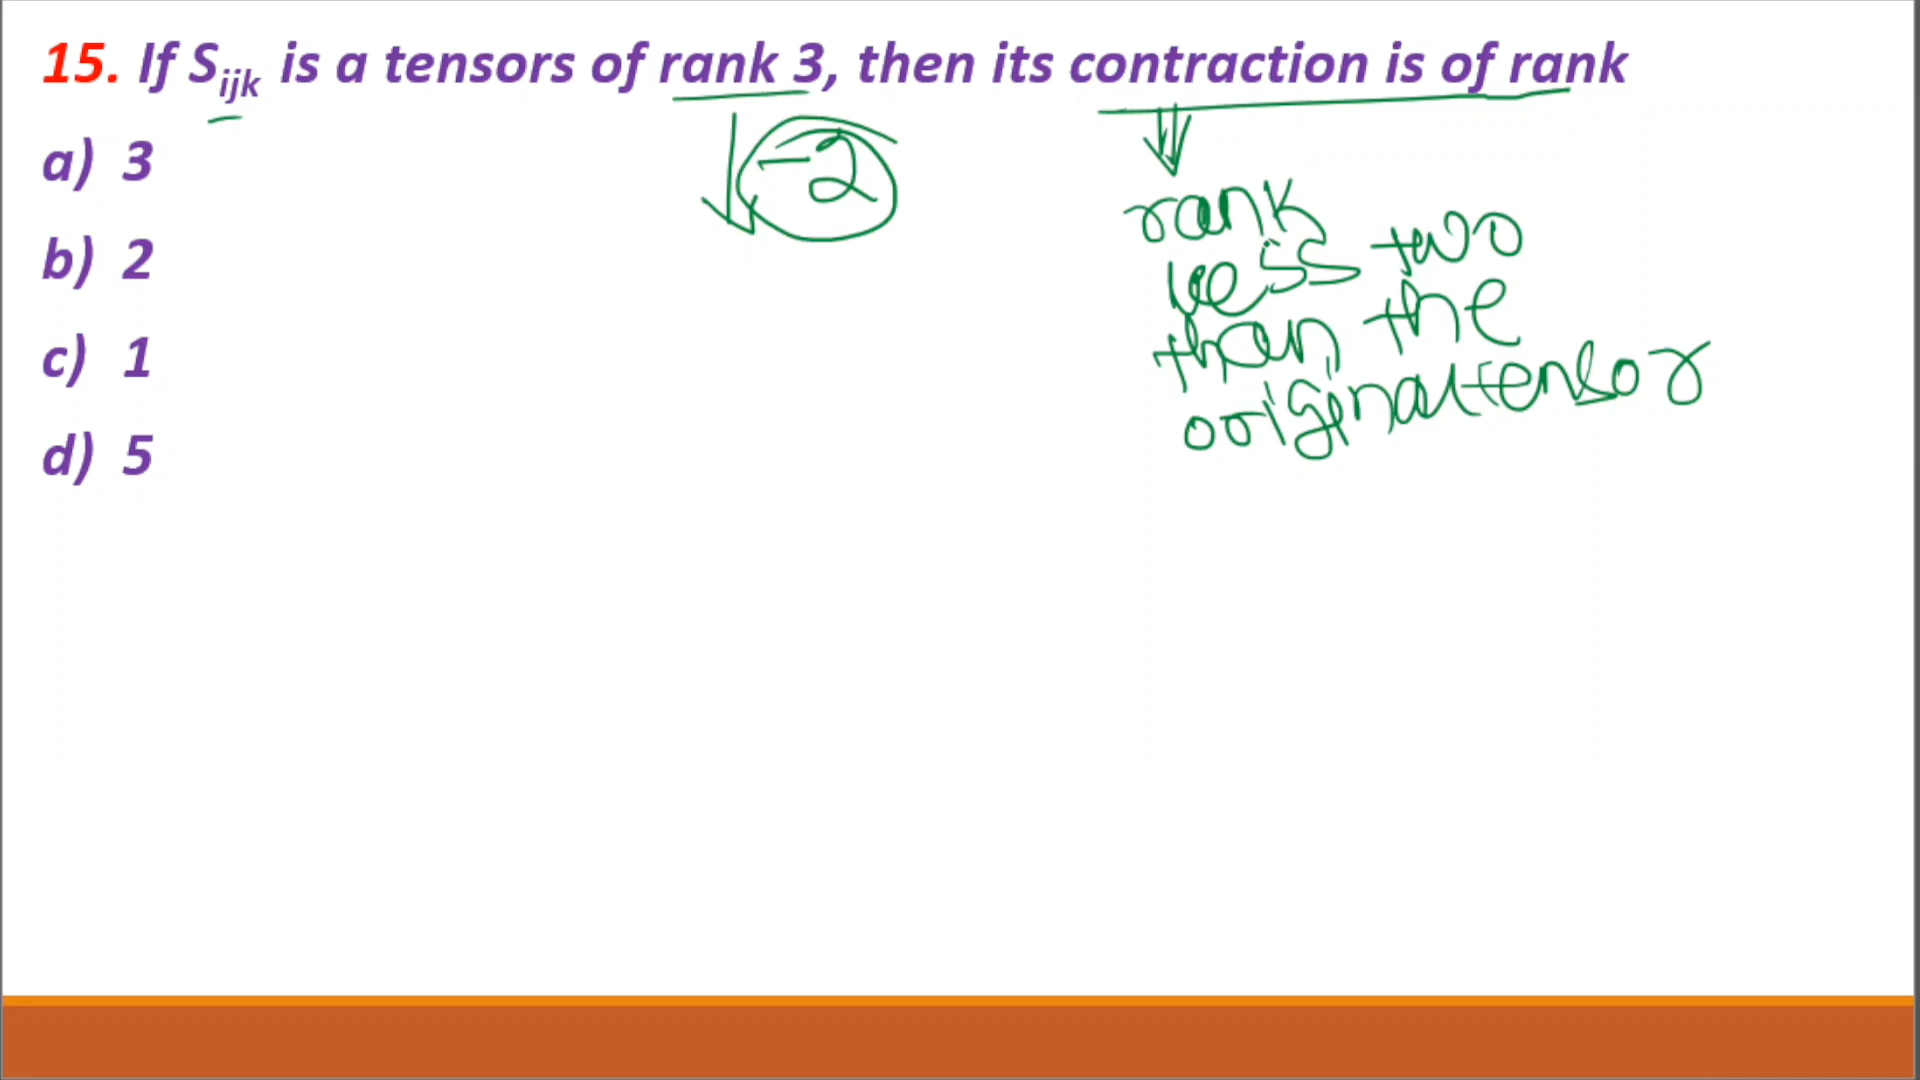 15. If Sijk is a tensors of rank 3, then its contraction is of rank
a) 3
b) 2
c) 1
d) 5
-2
rank
less two
than the
original tensor